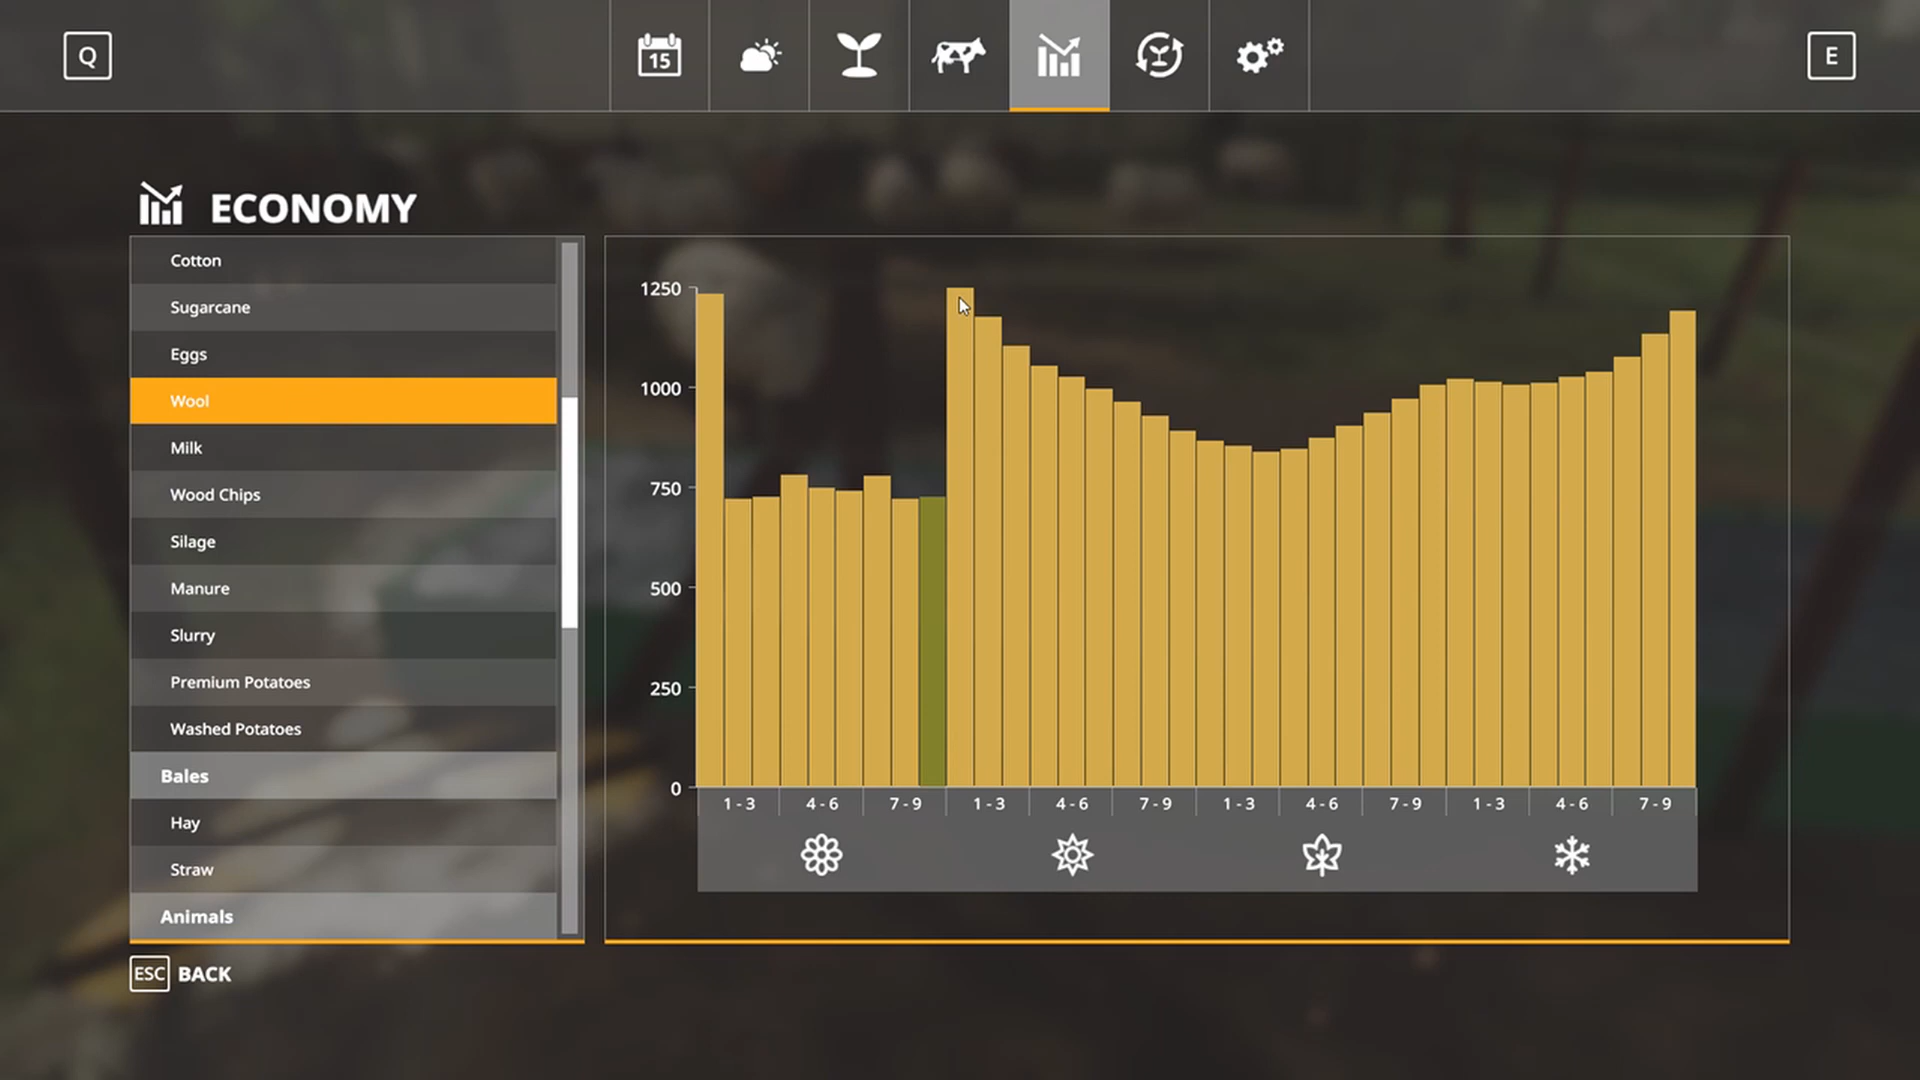 Q
15
E
ECONOMY
Cotton
Sugarcane
Eggs
Wool
Milk
Wood Chips
Silage
Manure
Slurry
Premium Potatoes
Washed Potatoes
Bales
Hay
Straw
Animals
1250
1000
750
500
250
0
1 - 3 4 - 6 7 - 9 1 - 3 4 - 6 7 - 9 1 - 3 4 - 6 7 - 9 1 - 3 4 - 6 7 - 9
ESC BACK